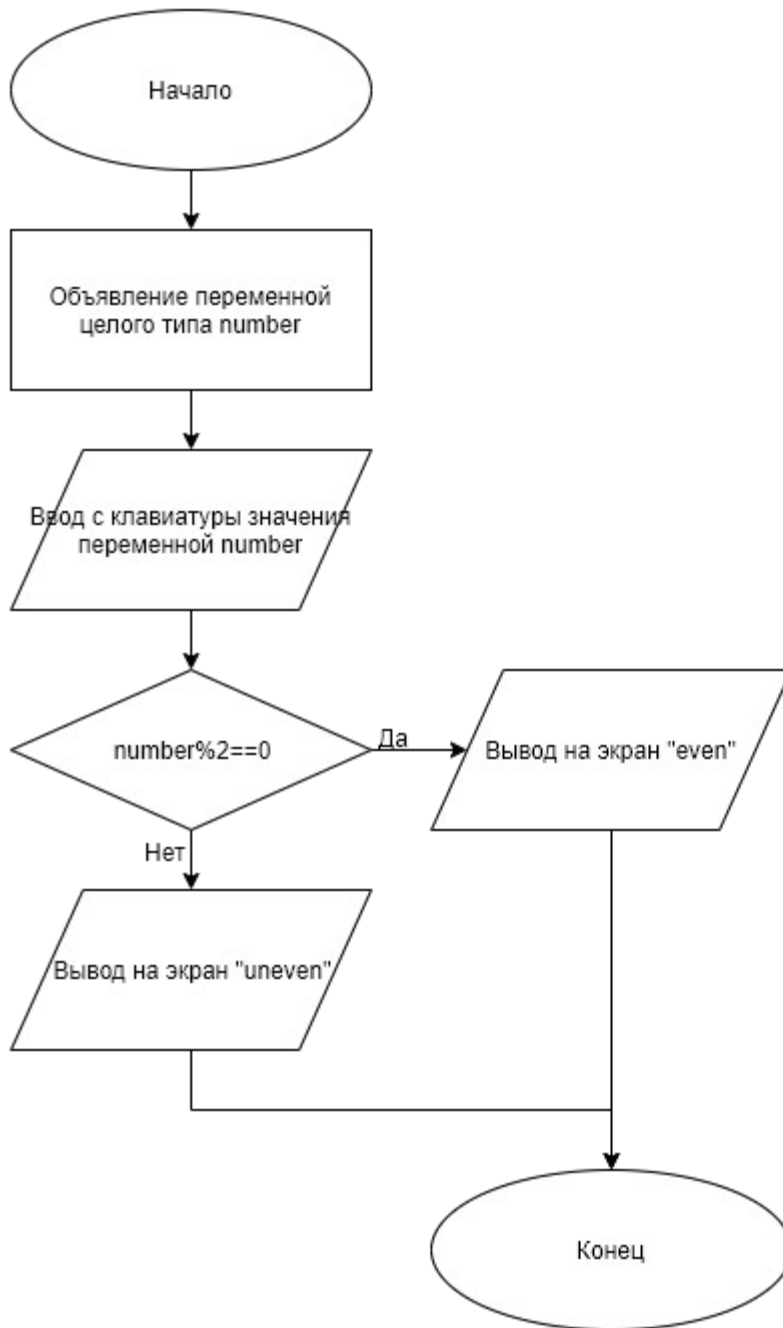 Начало
Объявление переменной
целого типа number
Ввод с клавиатуры значения
переменной number
number%2==0
Да
Вывод на экран "even"
Нет
Вывод на экран "uneven"
Конец